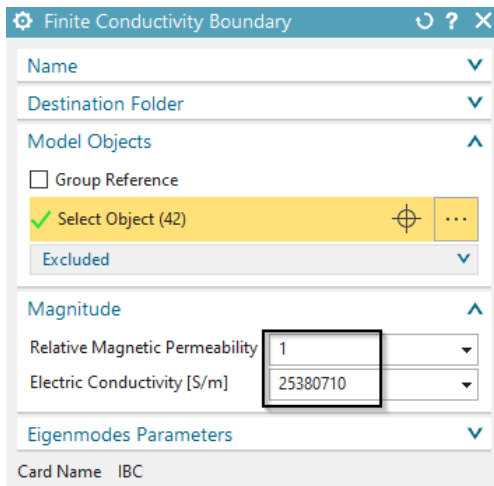 Finite Conductivity Boundary ?
Name
Destination Folder
Model Objects
Group Reference
Select Object (42) ...
Excluded
Magnitude
Relative Magnetic Permeability 1
Electric Conductivity [S/m] 25380710
Eigenmodes Parameters
Card Name IBC